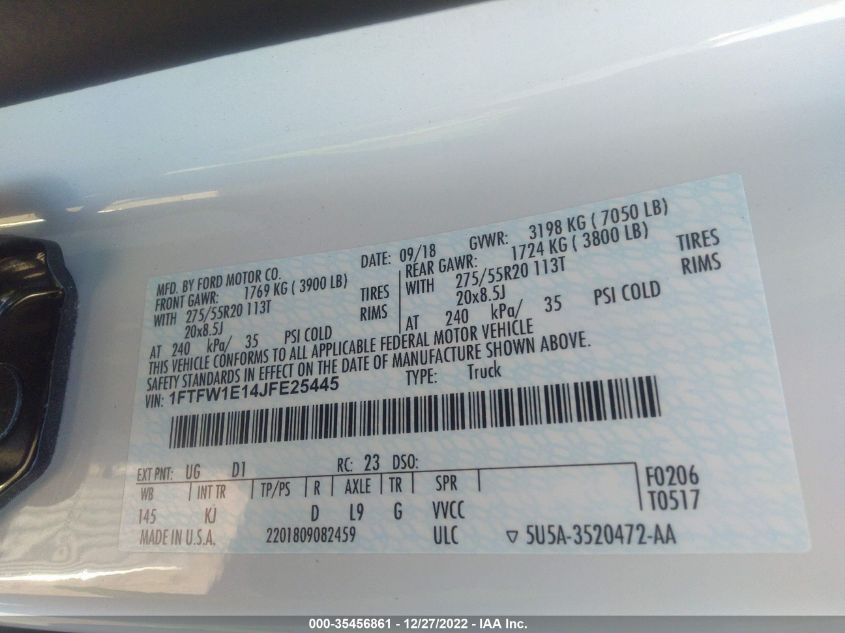 MFD. BY FORD MOTOR CO. DATE: 09/18 GVWR: 3198 KG ( 7050 LB)
FRONT GAWR: 1769 KG ( 3900 LB) REAR GAWR: 1724 KG ( 3800 LB)
WITH 275/55R20 113T TIRES WITH 275/55R20 113T TIRES
20x8.5J RIMS 20x8.5J RIMS
AT 240 kPa/ 35 PSI COLD AT 240 kPa/ 35 PSI COLD
THIS VEHICLE CONFORMS TO ALL APPLICABLE FEDERAL MOTOR VEHICLE
SAFETY STANDARDS IN EFFECT ON THE DATE OF MANUFACTURE SHOWN ABOVE.
VIN: 1FTFW1E14JFE25445 TYPE: Truck
EXT PNT: UG D1 RC: 23 DSO:
WB INT TR TP/PS R AXLE TR SPR F0206
145 KJ D L9 G VVCC T0517
MADE IN U.S.A. 2201809082459 ULC ▽ 5U5A-3520472-AA
000-35456861 - 12/27/2022 - IAA Inc.